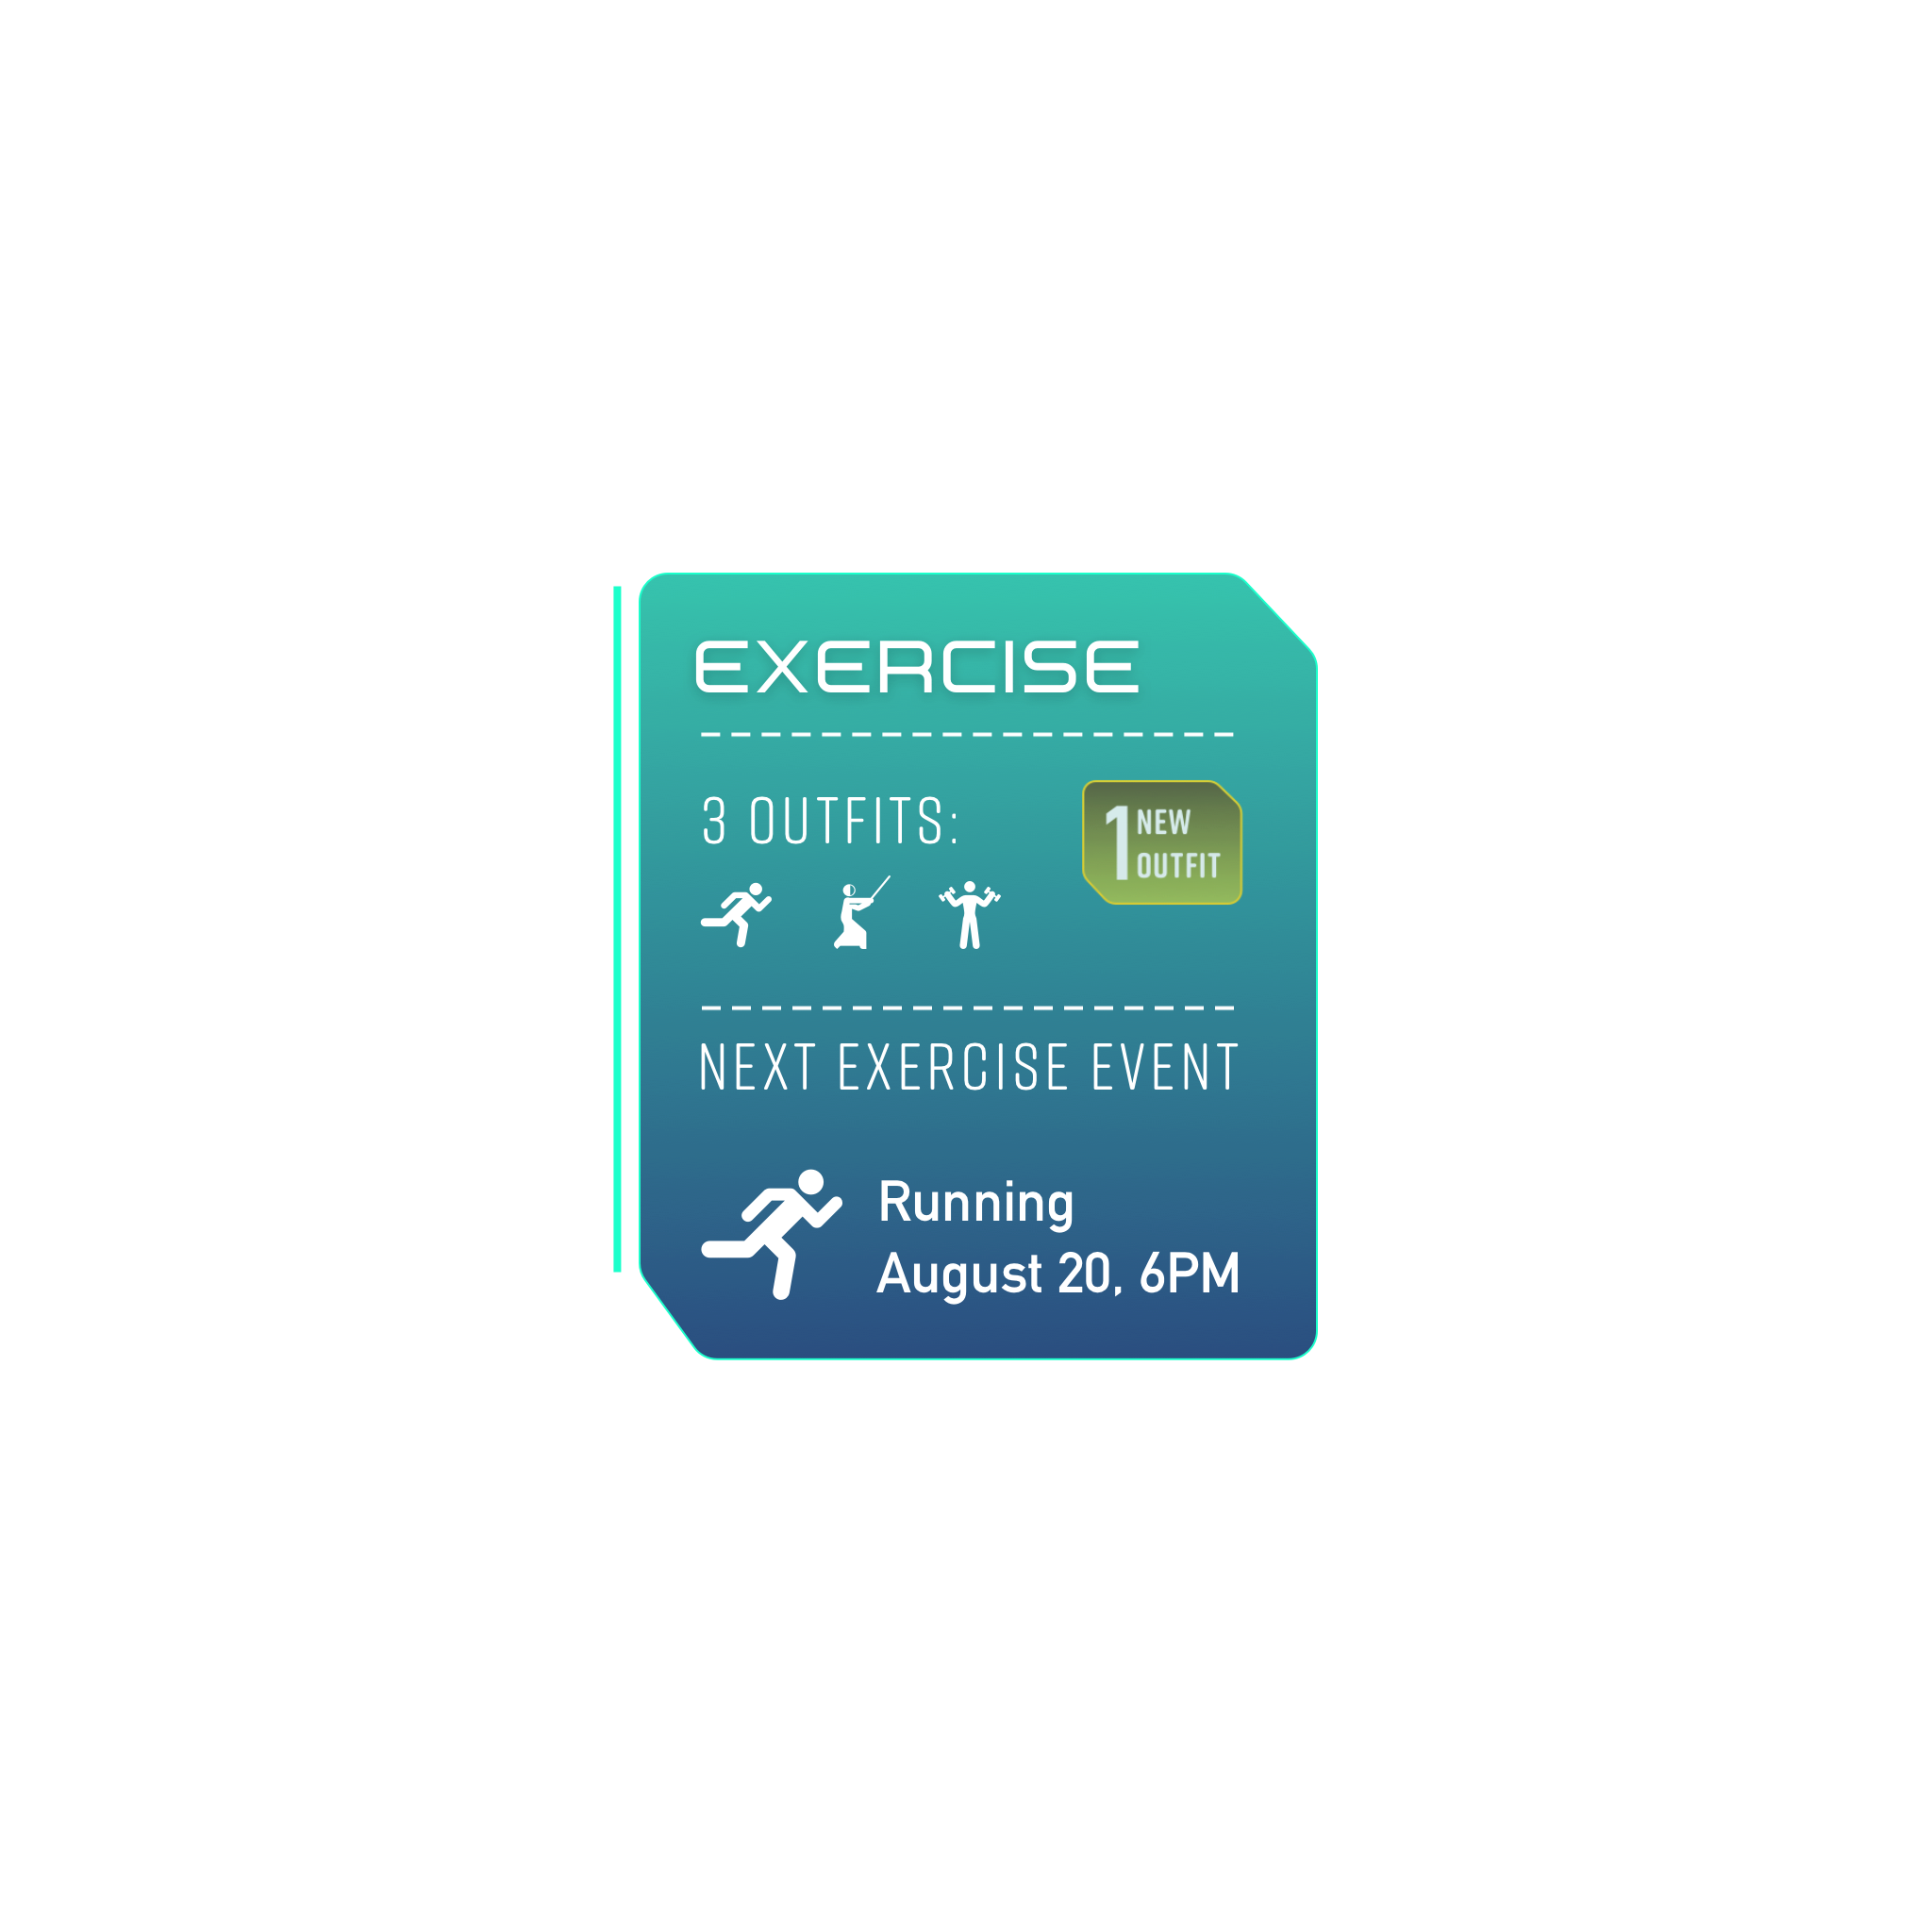 EXERCISE
3 OUTFITS:
1 NEW
OUTFIT
NEXT EXERCISE EVENT
Running
August 20, 6PM